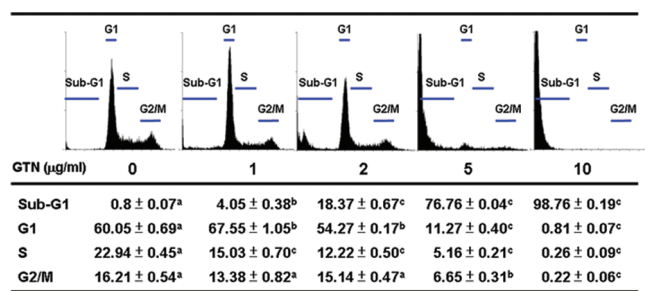 G1 G1 G1 G1 G1
Sub-G1 S Sub-G1 S Sub-G1 S Sub-G1 S Sub-G1 S
G2/M G2/M G2/M G2/M G2/M
GTN (μg/ml) 0 1 2 5 10
Sub-G1 0.8 ± 0.07a 4.05 ± 0.38b 18.37 ± 0.67c 76.76 ± 0.04c 98.76 ± 0.19c
G1 60.05 ± 0.69a 67.55 ± 1.05b 54.27 ± 0.17b 11.27 ± 0.40c 0.81 ± 0.07c
S 22.94 ± 0.45a 15.03 ± 0.70c 12.22 ± 0.50c 5.16 ± 0.21c 0.26 ± 0.09c
G2/M 16.21 ± 0.54a 13.38 ± 0.82a 15.14 ± 0.47a 6.65 ± 0.31b 0.22 ± 0.06c